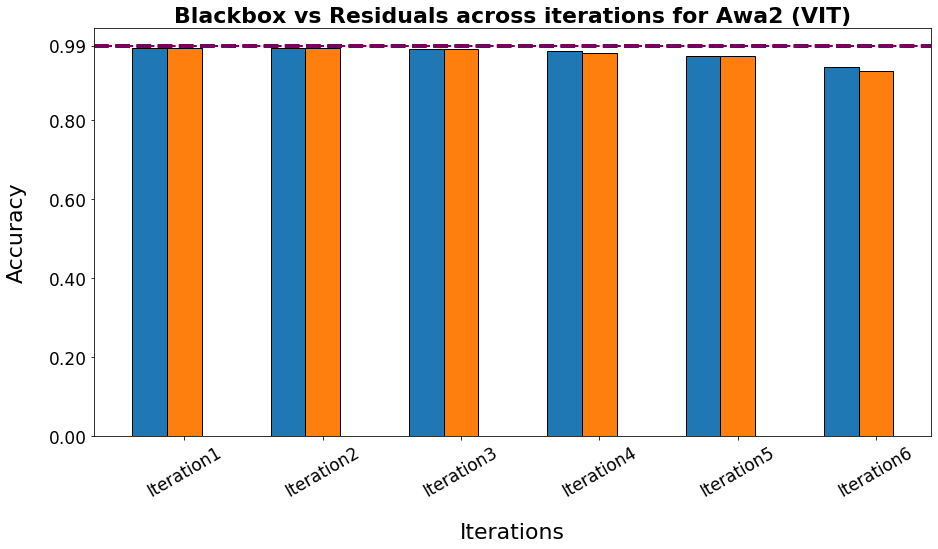 Blackbox vs Residuals across iterations for Awa2 (VIT)
0.99
0.80
0.60
0.40
0.20
0.00
Accuracy
Iteration1
Iteration2
Iteration3
Iteration4
Iteration5
Iteration6
Iterations